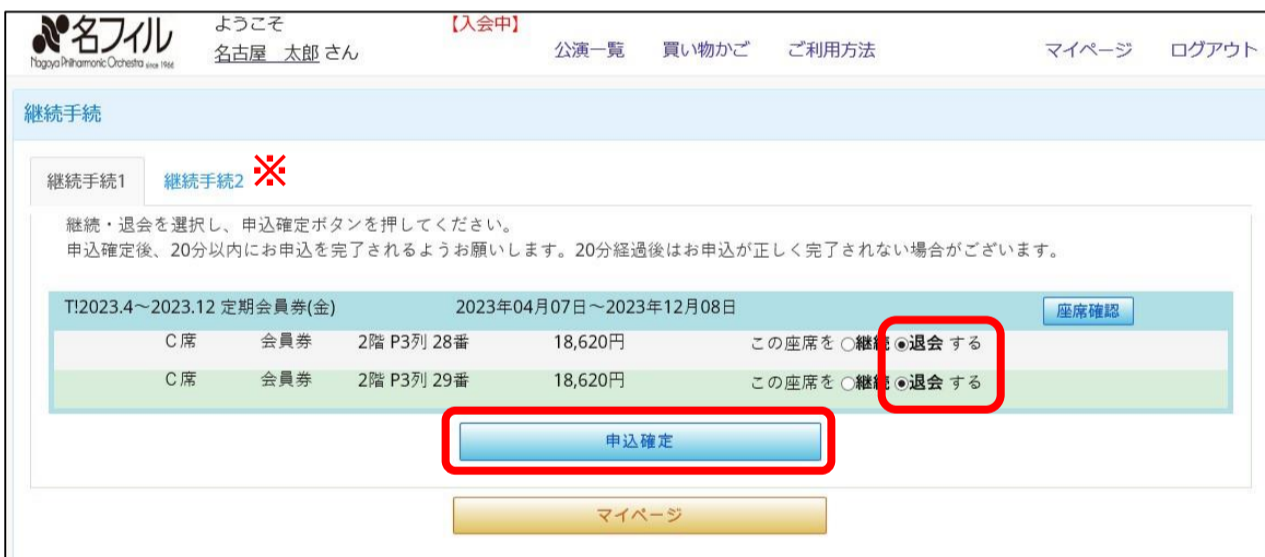 名フィル
Nagoya Philharmonic Orchestra since 1966
ようこそ
名古屋 太郎 さん
【入会中】
公演一覧 買い物かご ご利用方法 マイページ ログアウト
継続手続
継続手続1 継続手続2 ※
継続・退会を選択し、申込確定ボタンを押してください。
申込確定後、20分以内にお申込を完了されるようお願いします。20分経過後はお申込が正しく完了されない場合がございます。
T!2023.4～2023.12 定期会員券(金) 2023年04月07日～2023年12月08日 座席確認
C席 会員券 2階 P3列 28番 18,620円 この座席を ○継続 ◉退会 する
C席 会員券 2階 P3列 29番 18,620円 この座席を ○継続 ◉退会 する
申込確定
マイページ